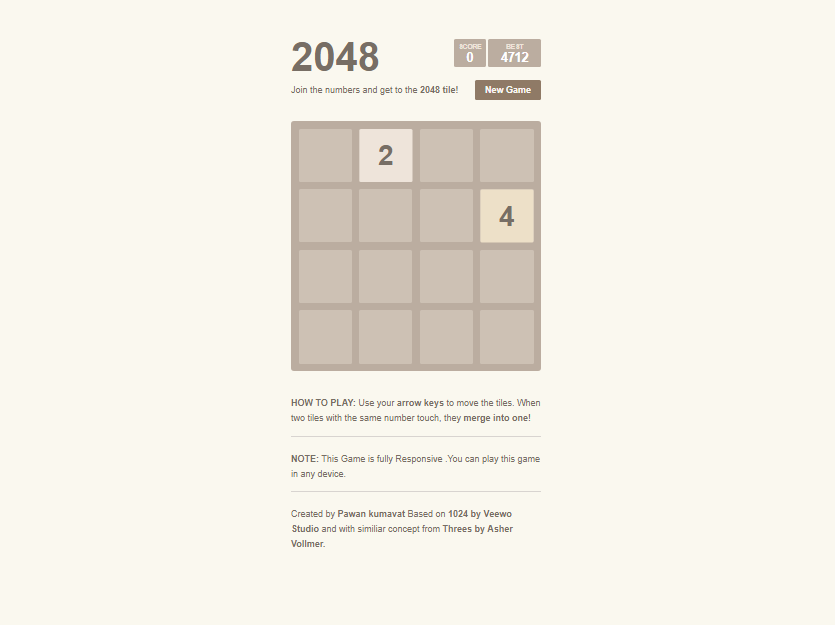 2048
SCORE
0
BEST
4712
Join the numbers and get to the 2048 tile!
New Game
2
4
HOW TO PLAY: Use your arrow keys to move the tiles. When
two tiles with the same number touch, they merge into one!
NOTE: This Game is fully Responsive .You can play this game
in any device.
Created by Pawan kumavat Based on 1024 by Veewo
Studio and with similiar concept from Threes by Asher
Vollmer.